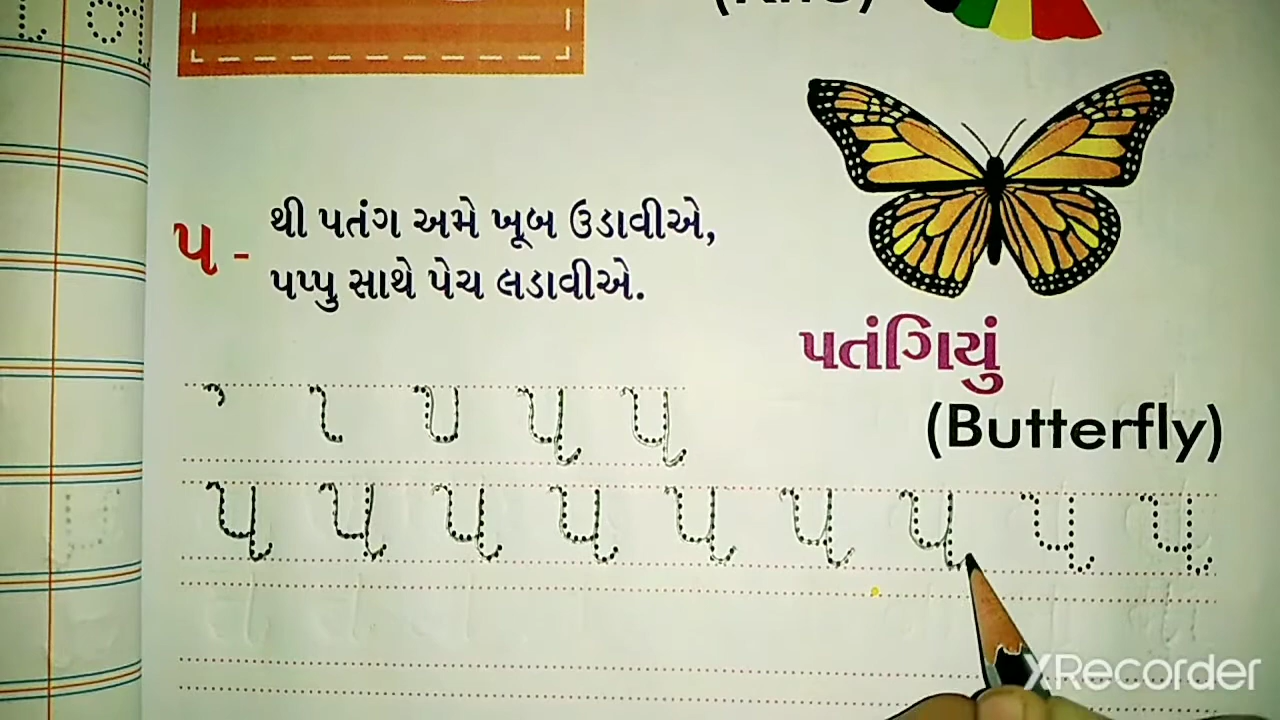 પ - થી પતંગ અમે ખૂબ ઉડાવીએ,
પપ્પુ સાથે પેચ લડાવીએ.
પતંગિયું
(Butterfly)
પ પ
પ પ પ પ પ પ પ પ પ
XRecorder